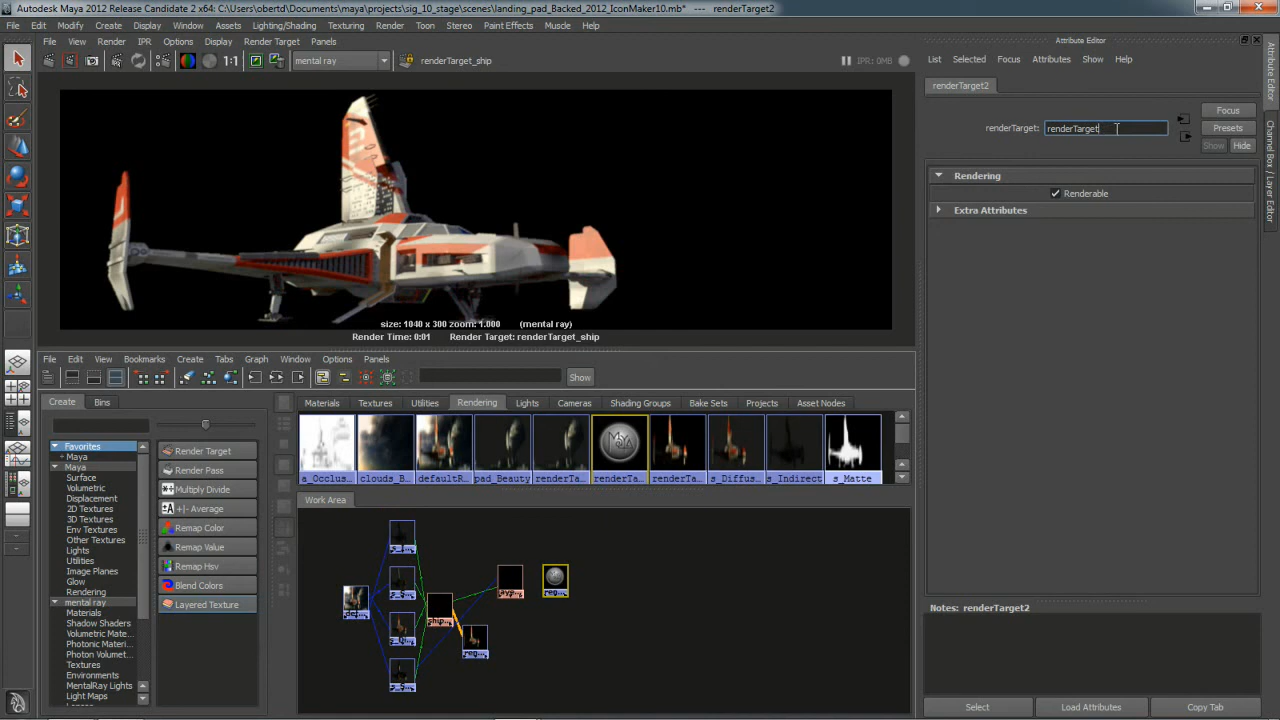 Autodesk Maya 2012 Release Candidate 2 x64: C:\Users\obertd\Documents\maya\projects\sig_10_stage\scenes\landing_pad_Backed_2012_IconMaker10.mb* --- renderTarget2
File Edit Modify Create Display Window Assets Lighting/Shading Texturing Render Toon Stereo Paint Effects Muscle Help
File View Render IPR Options Display Render Target Panels
1:1 mental ray renderTarget_ship IPR: 0MB
size: 1040 x 300 zoom: 1.000 (mental ray)
Render Time: 0:01 Render Target: renderTarget_ship
File Edit View Bookmarks Create Tabs Graph Window Options Panels
Show
Create Bins
Materials Textures Utilities Rendering Lights Cameras Shading Groups Bake Sets Projects Asset Nodes
a_Occlus... clouds_B... defaultR... pad_Beauty renderTa... renderTa... renderTa... s_Diffus... s_Indirect s_Matte
Work Area
Favorites
+ Maya
Maya
Surface
Volumetric
Displacement
2D Textures
3D Textures
Env Textures
Other Textures
Lights
Utilities
Image Planes
Glow
Rendering
mental ray
Materials
Shadow Shaders
Volumetric Mate...
Photonic Materi...
Photon Volumet...
Textures
Environments
MentalRay Lights
Light Maps
Render Target
Render Pass
Multiply Divide
+/- Average
Remap Color
Remap Value
Remap Hsv
Blend Colors
Layered Texture
ship...
Attribute Editor
List Selected Focus Attributes Show Help
renderTarget2
renderTarget: renderTarget
Focus
Presets
Show Hide
Rendering
Renderable
Extra Attributes
Notes: renderTarget2
Select Load Attributes Copy Tab
Attribute Editor
Channel Box / Layer Editor